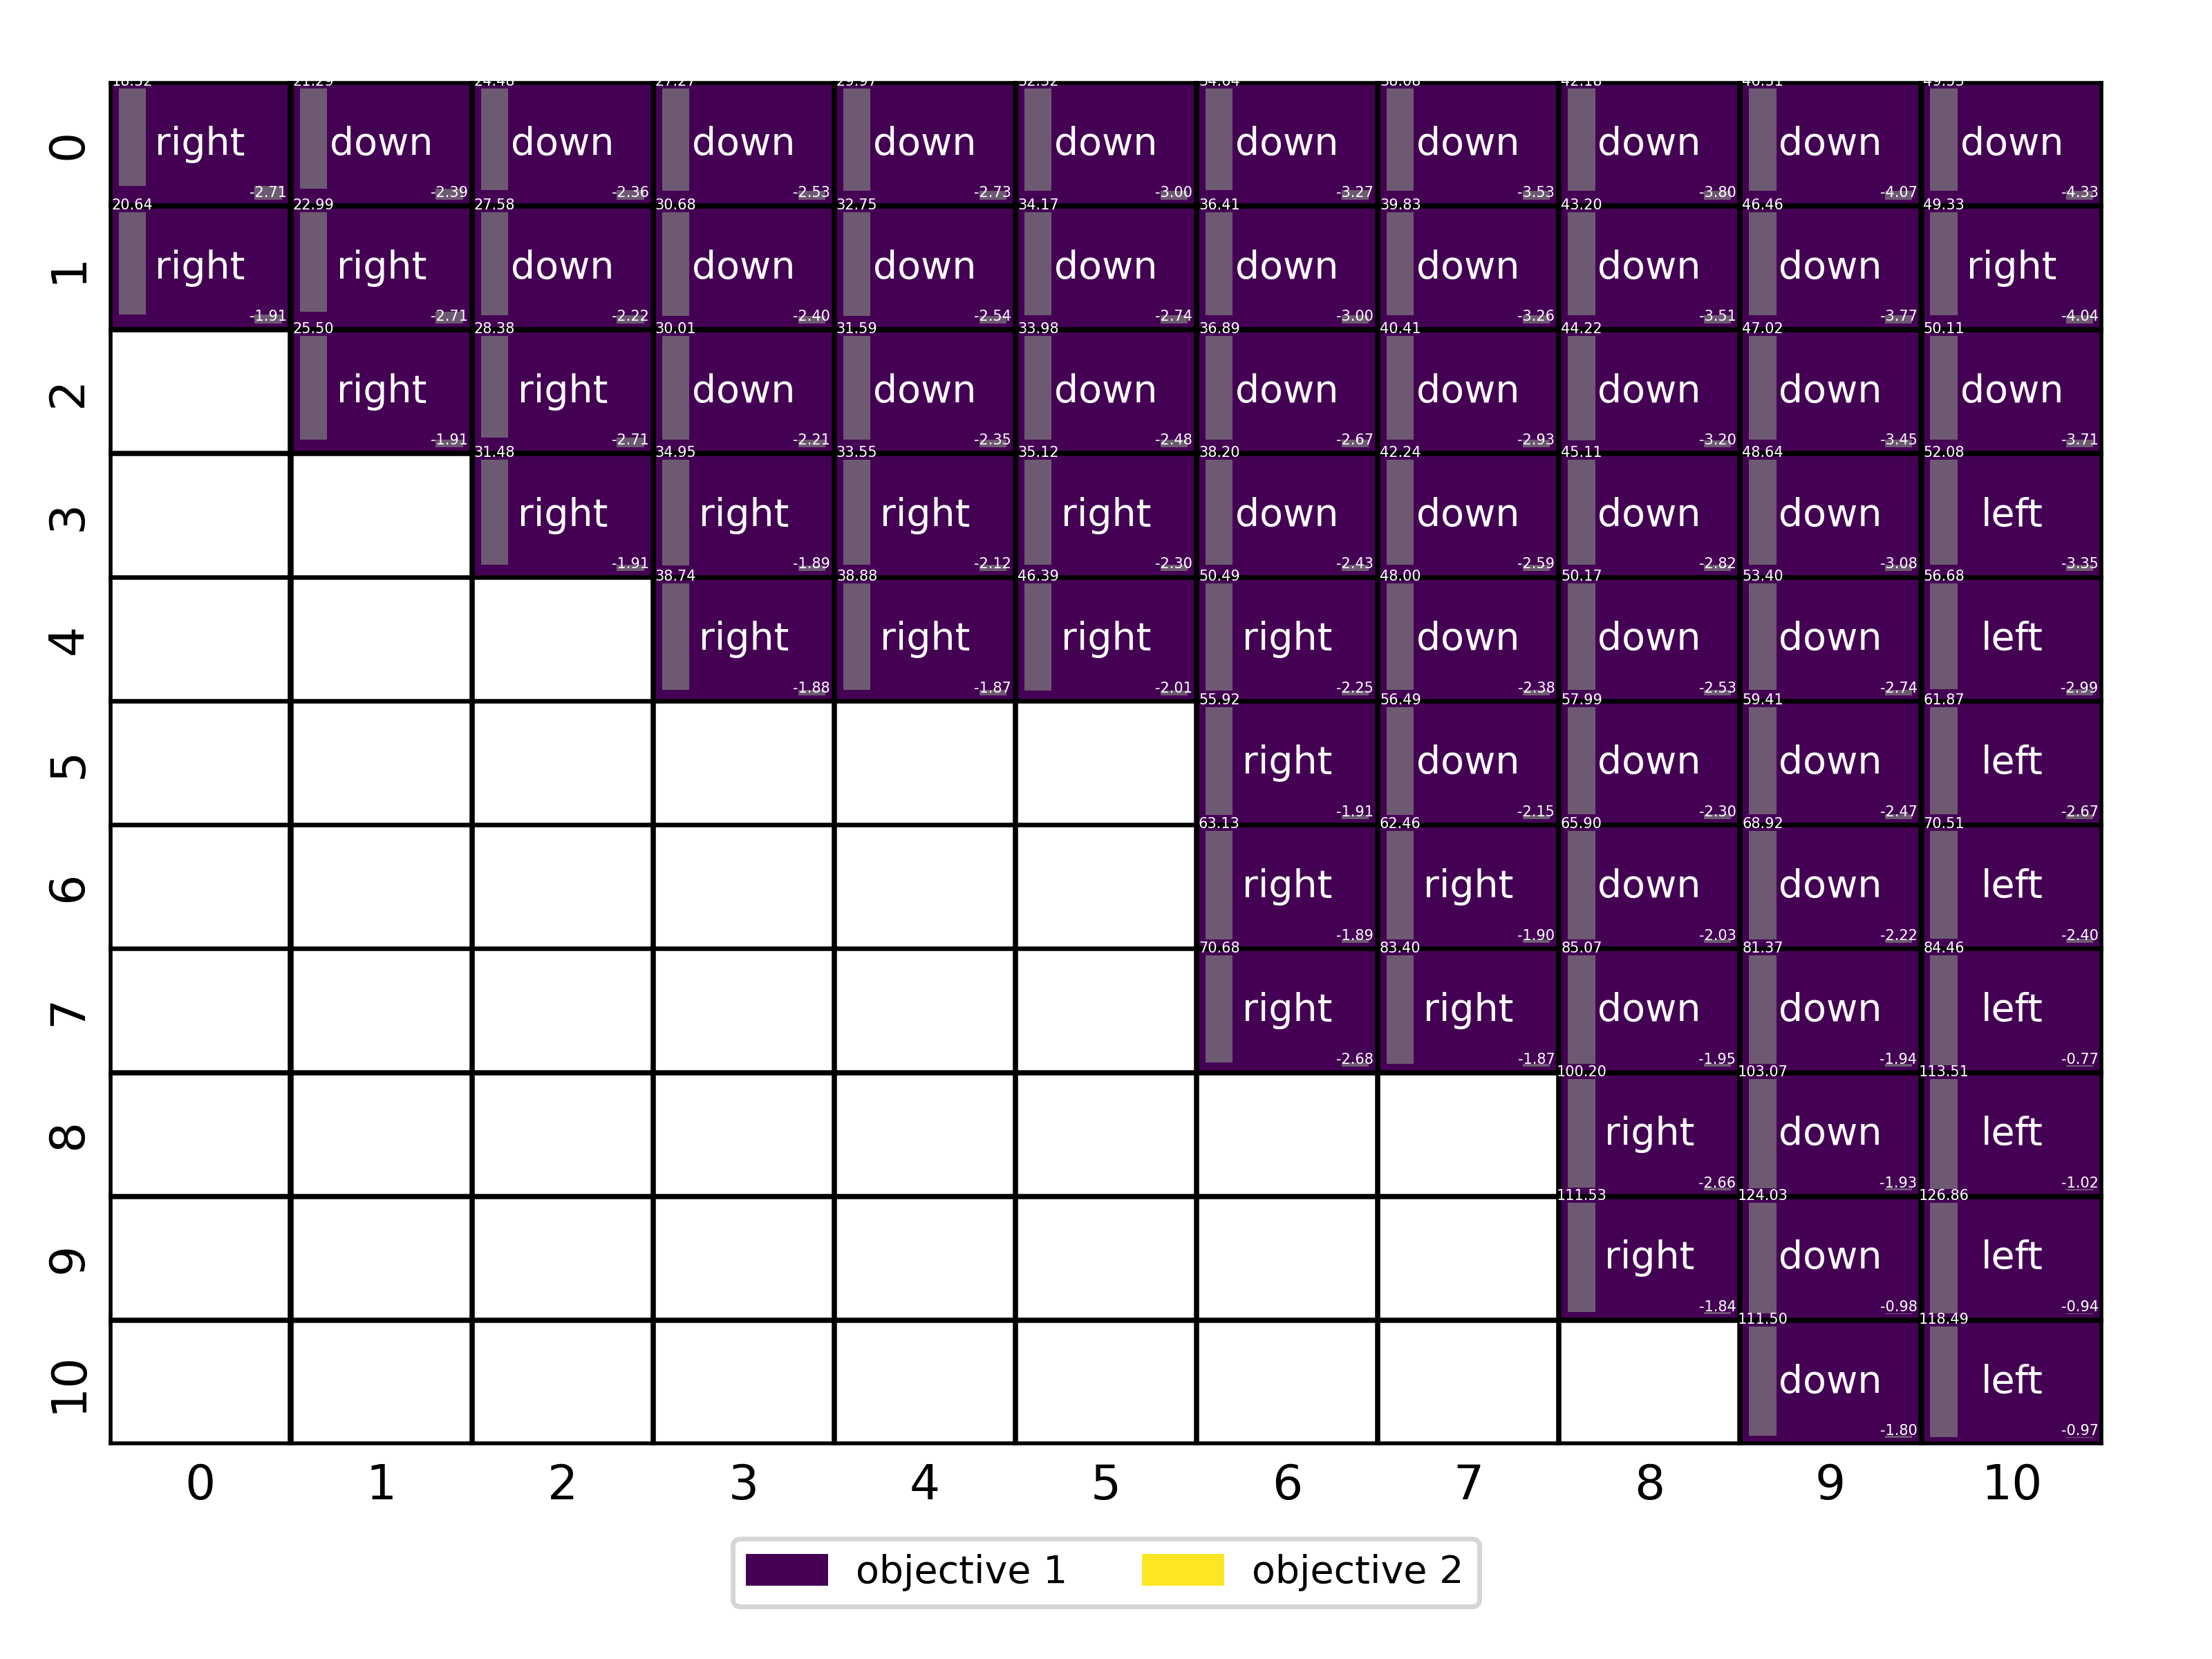 0 right down down down down down down down down down down
-2.71 -2.39 -2.36 -2.53 -2.73 -3.00 -3.27 -3.53 -3.80 -4.07 -4.33
20.64 22.99 27.58 30.68 32.75 34.17 36.41 39.83 43.20 46.46 49.33
1 right right down down down down down down down down right
-1.91 -2.71 -2.22 -2.40 -2.54 -2.74 -3.00 -3.26 -3.51 -3.77 -4.04
25.50 28.38 30.01 31.59 33.98 36.89 40.41 44.22 47.02 50.11
2 right right down down down down down down down down
-1.91 -2.71 -2.21 -2.35 -2.48 -2.67 -2.93 -3.20 -3.45 -3.71
31.48 34.95 33.55 35.12 38.20 42.24 45.11 48.64 52.08
3 right right right right down down down down left
-1.91 -1.89 -2.12 -2.30 -2.43 -2.59 -2.82 -3.08 -3.35
38.74 38.88 46.39 50.49 48.00 50.17 53.40 56.68
4 right right right right down down down left
-1.88 -1.87 -2.01 -2.25 -2.38 -2.53 -2.74 -2.99
55.92 56.49 57.99 59.41 61.87
5 right down down down left
-1.91 -2.15 -2.30 -2.47 -2.67
63.13 62.46 65.90 68.92 70.51
6 right right down down left
-1.89 -1.90 -2.03 -2.22 -2.40
70.68 83.40 85.07 81.37 84.46
7 right right down down left
-2.68 -1.87 -1.95 -1.94 -0.77
100.20 103.07 113.51
8 right down left
-2.66 -1.93 -1.02
111.53 124.03 126.86
9 right down left
-1.84 -0.98 -0.94
111.50 118.49
10 down left
-1.80 -0.97
0 1 2 3 4 5 6 7 8 9 10
objective 1 objective 2